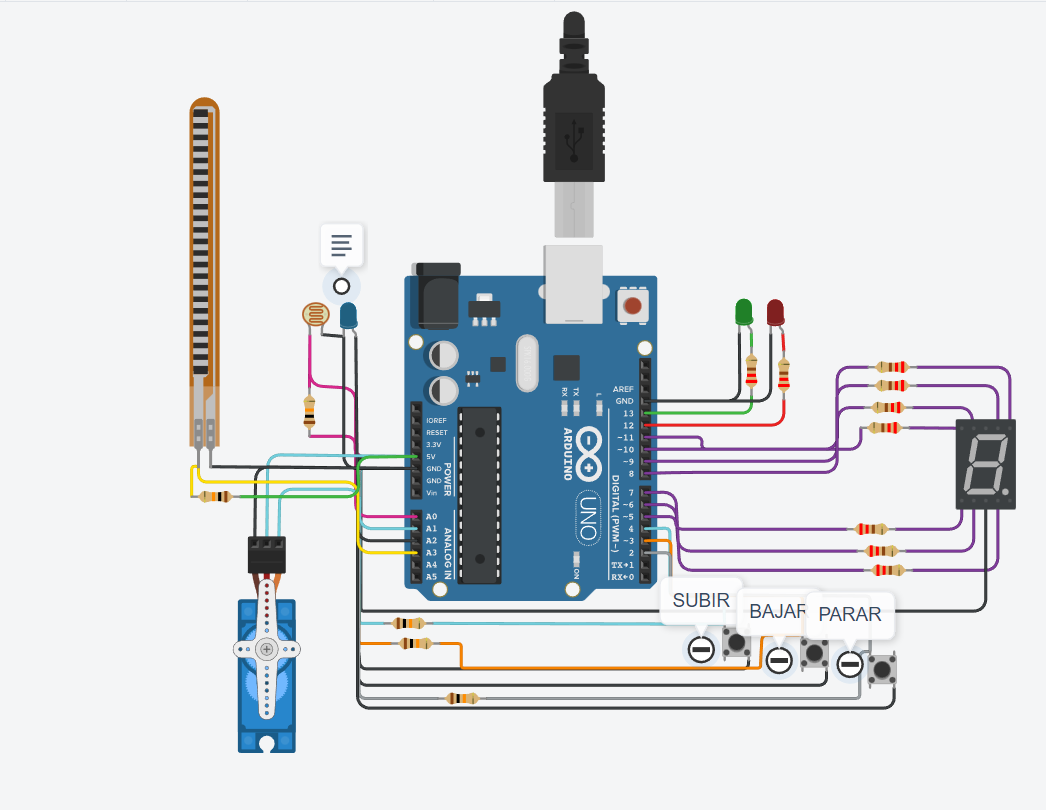 AREF
GND
13
12
~11
~10
~9
8
7
~6
~5
4
~3
2
TX→1
RX←0
DIGITAL (PWM~)
IOREF
RESET
3.3V
5V
GND
GND
Vin
POWER
A0
A1
A2
A3
A4
A5
ANALOG IN
RX
TX
L
ARDUINO
UNO
ON
SUBIR
BAJAR
PARAR